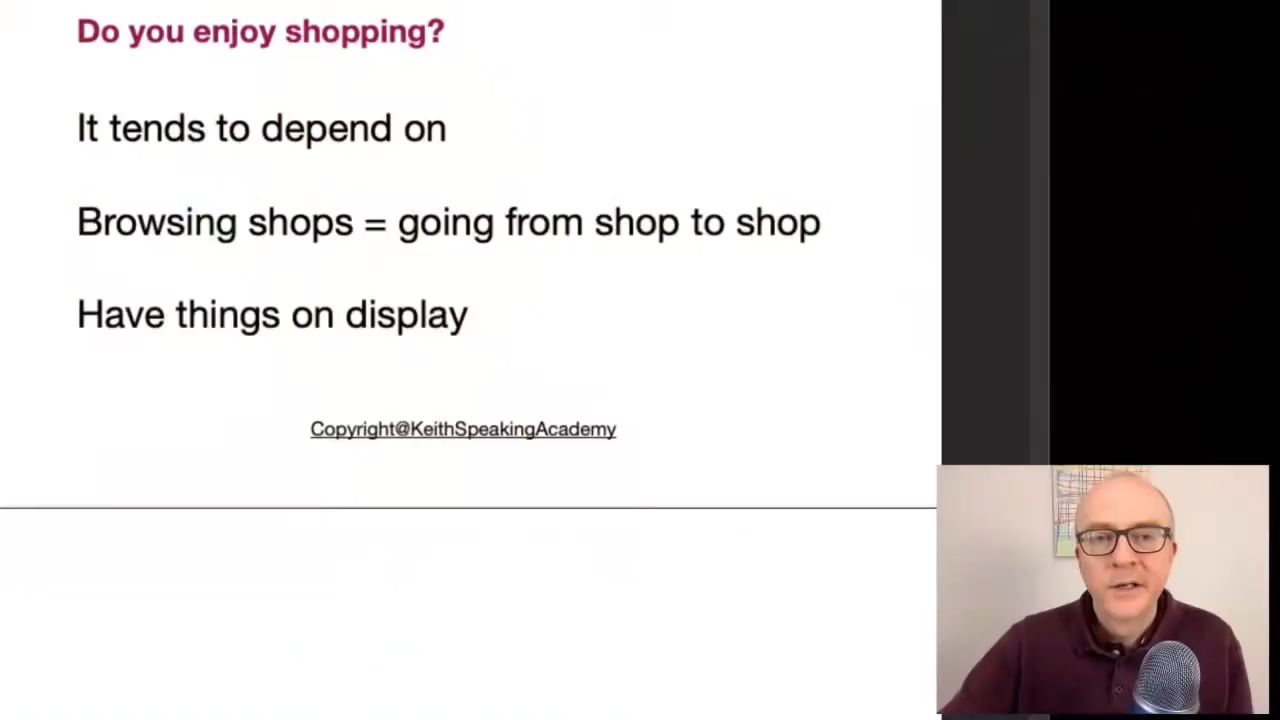 Do you enjoy shopping?
It tends to depend on
Browsing shops = going from shop to shop
Have things on display
Copyright@KeithSpeakingAcademy